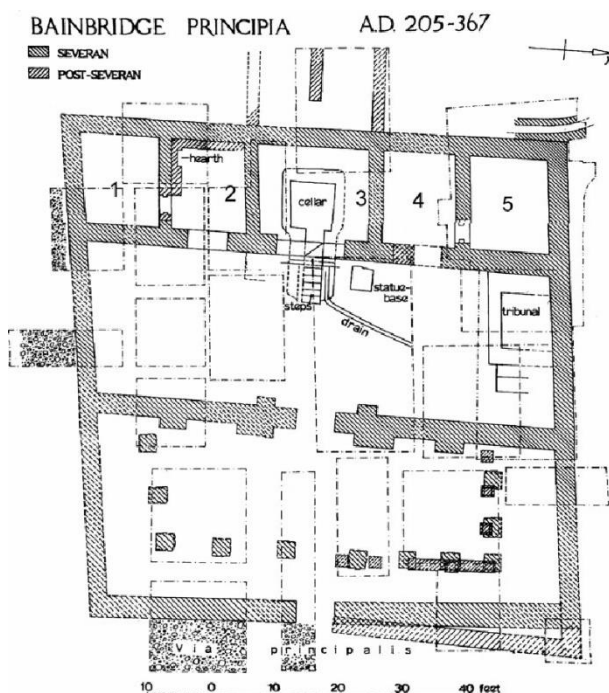 BAINBRIDGE PRINCIPIA A.D. 205-367
SEVERAN
POST-SEVERAN
hearth
1
2
3
4
5
cellar
statue-
base
steps
drain
tribunal
Via principalis
10 0 10 20 30 40 feet